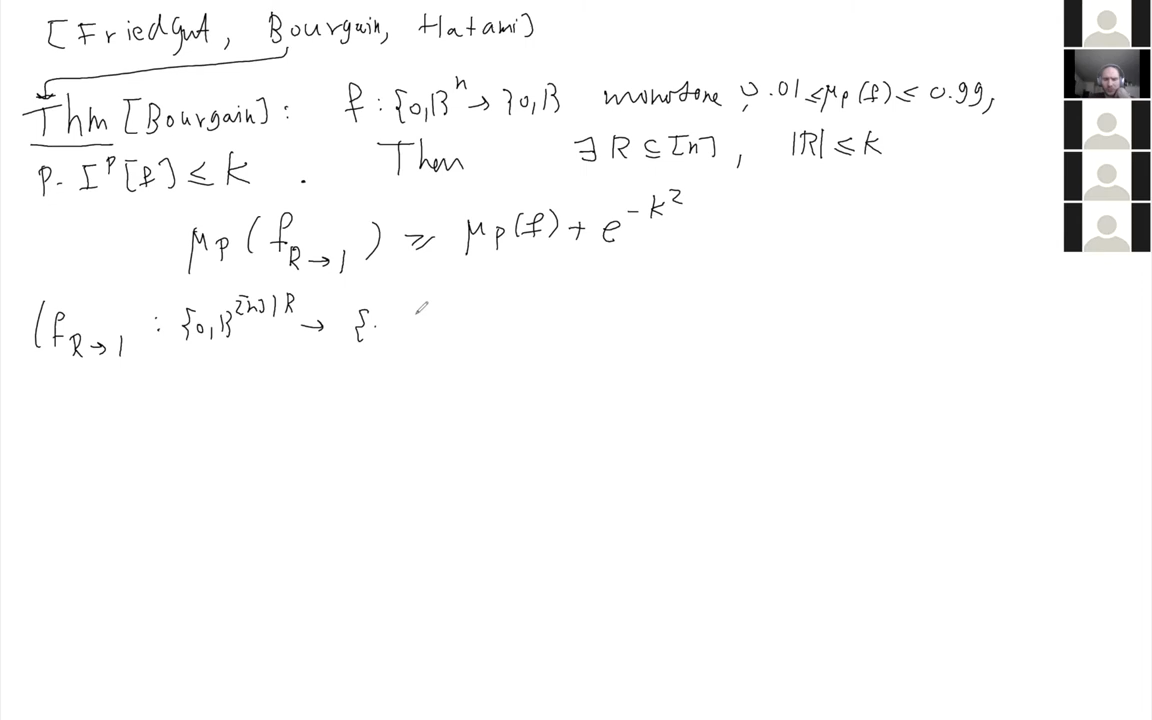 [Friedgut, Bourgain, Hatami]
Thm [Bourgain]: f : {0,1}^n → {0,1} monotone, 0.01 ≤ μ_p(f) ≤ 0.99,
p · I^p[f] ≤ k . Then ∃ R ⊆ [n] , |R| ≤ k
μ_p(f_{R→1}) ≥ μ_p(f) + e^{-k^2}
(f_{R→1} : {0,1}^{[n]\R} → {